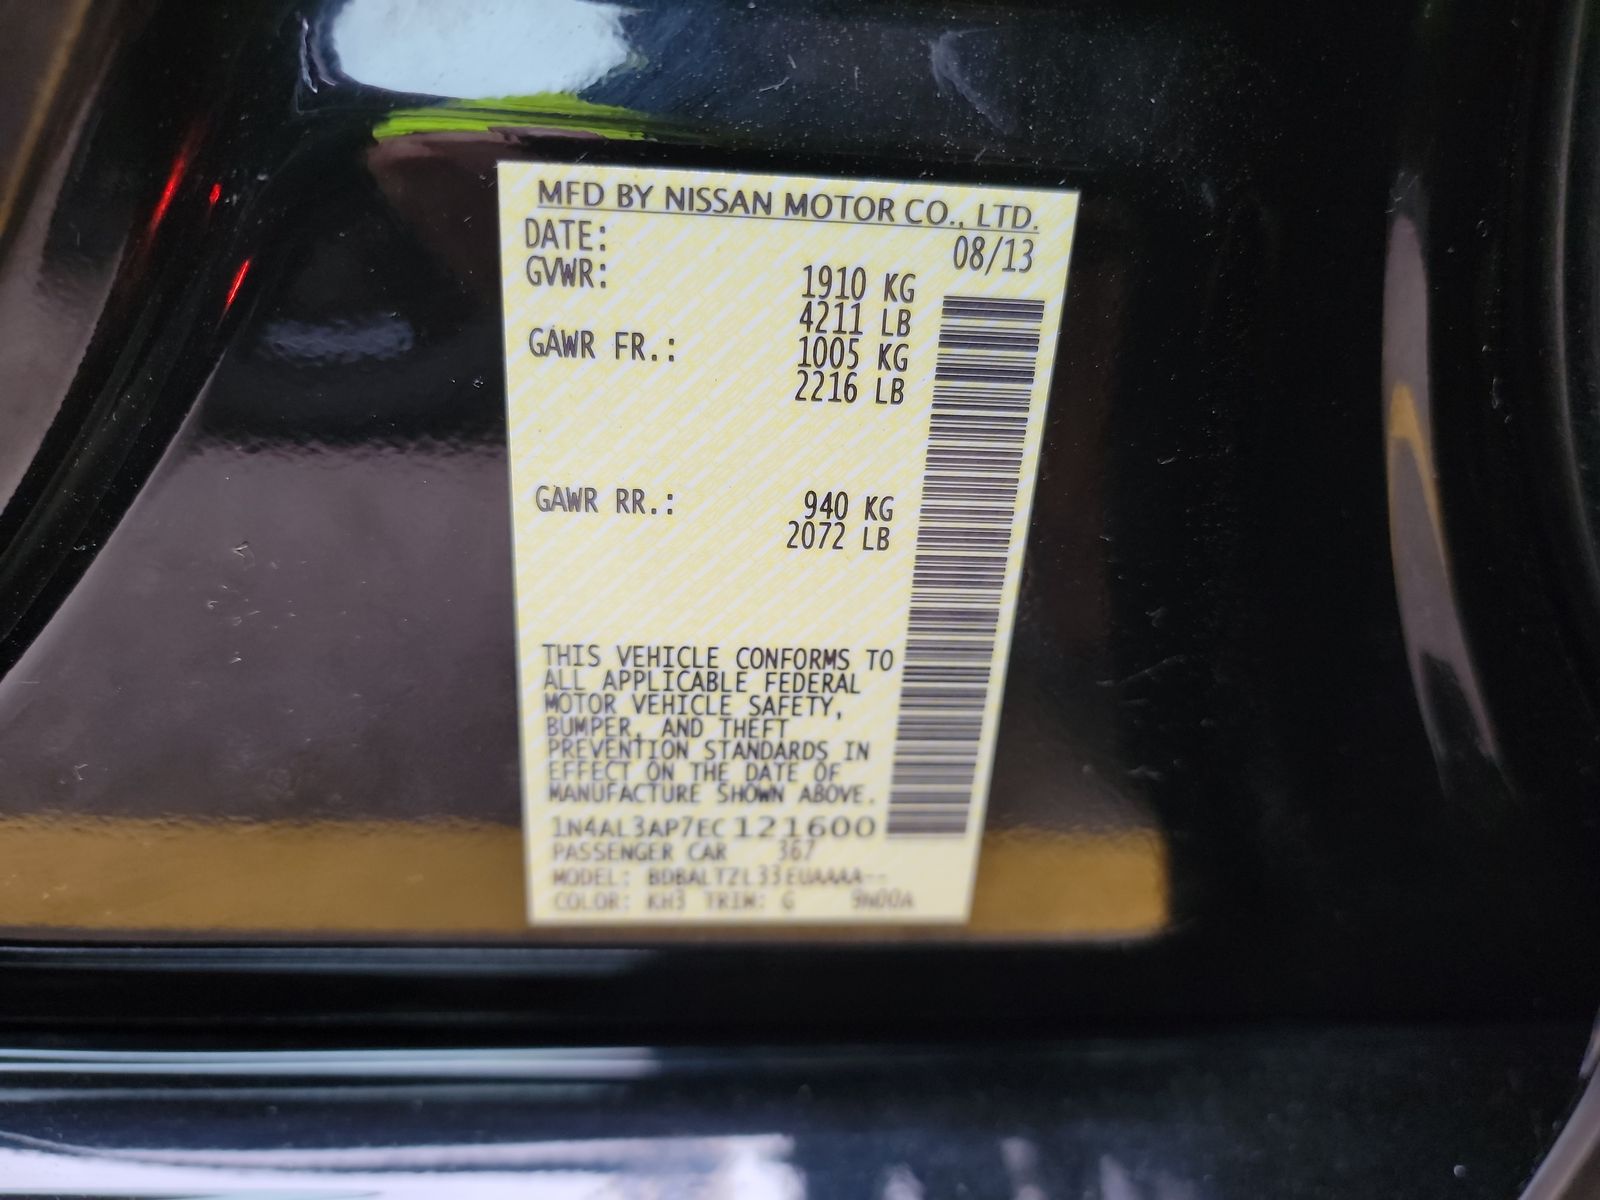 MFD BY NISSAN MOTOR CO., LTD.
DATE: 08/13
GVWR: 1910 KG
4211 LB
GAWR FR.: 1005 KG
2216 LB
GAWR RR.: 940 KG
2072 LB
THIS VEHICLE CONFORMS TO
ALL APPLICABLE FEDERAL
MOTOR VEHICLE SAFETY,
BUMPER, AND THEFT
PREVENTION STANDARDS IN
EFFECT ON THE DATE OF
MANUFACTURE SHOWN ABOVE.
1N4AL3AP7EC121600
PASSENGER CAR 367
MODEL: BDBALTZL33EUAAAA--
COLOR: KH3 TRIM: G